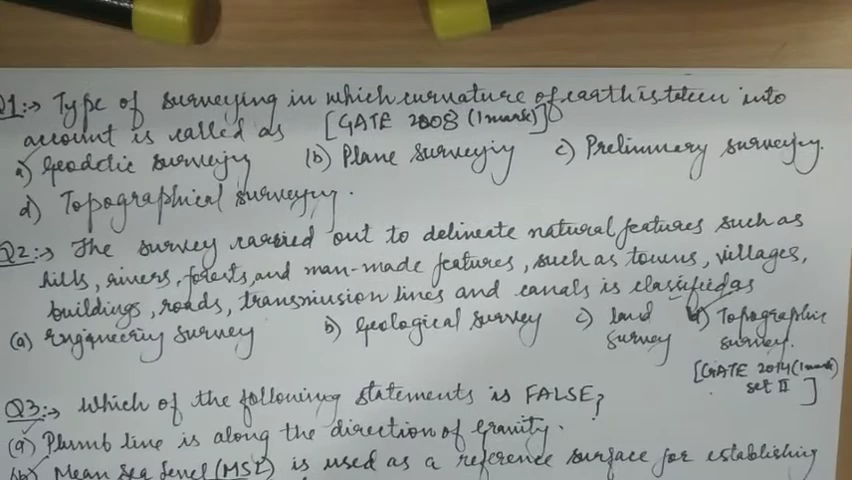 Q1:→ Type of surveying in which curvature of earth is taken into
account is called as [GATE 2008 (1 mark)]
a) Geodetic surveying (b) Plane surveying c) Preliminary surveying.
d) Topographical surveying.
Q2:→ The survey carried out to delineate natural features such as
hills, rivers, forests, and man-made features, such as towns, villages,
buildings, roads, transmission lines and canals is classified as
(a) Engineering survey b) Geological survey c) land survey d) Topographic survey.
[GATE 2014 (1 mark) set II]
Q3:→ Which of the following statements is FALSE?
(a) Plumb line is along the direction of Gravity.
(b) Mean Sea Level (MSL) is used as a reference surface for establishing